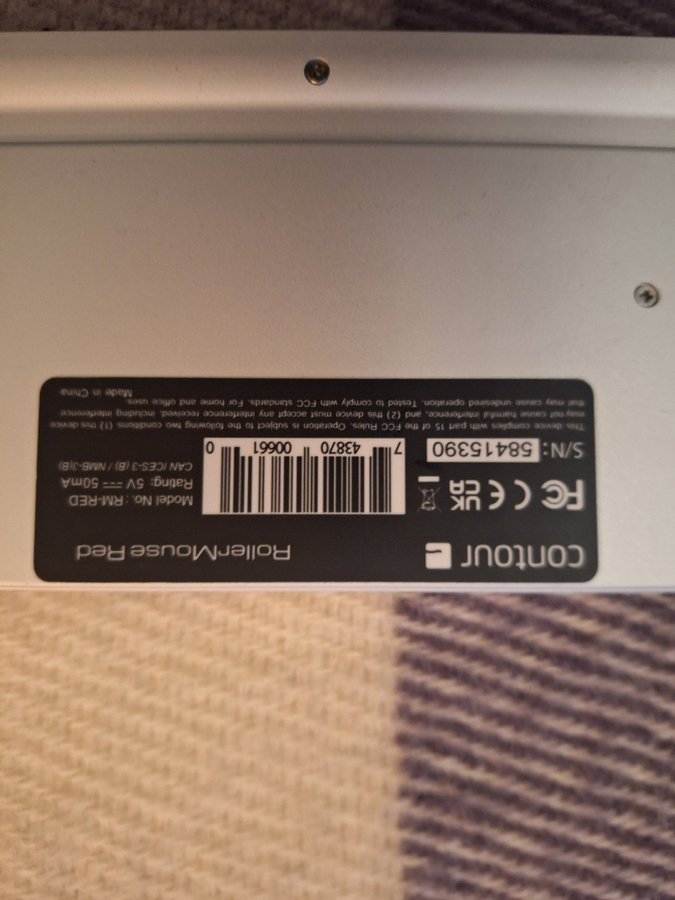 contour
RollerMouse Red
FC CE UK CA
Model No.: RM-RED
Rating: 5V ⎓ 50mA
CAN ICES-3 (B) / NMB-3(B)
S/N: 58415390
7 43870 00661 0
This device complies with part 15 of the FCC Rules. Operation is subject to the following two conditions (1) this device
may not cause harmful interference, and (2) this device must accept any interference received, including interference
that may cause undesired operation. Tested to comply with FCC standards. For home and office uses.
Made in China